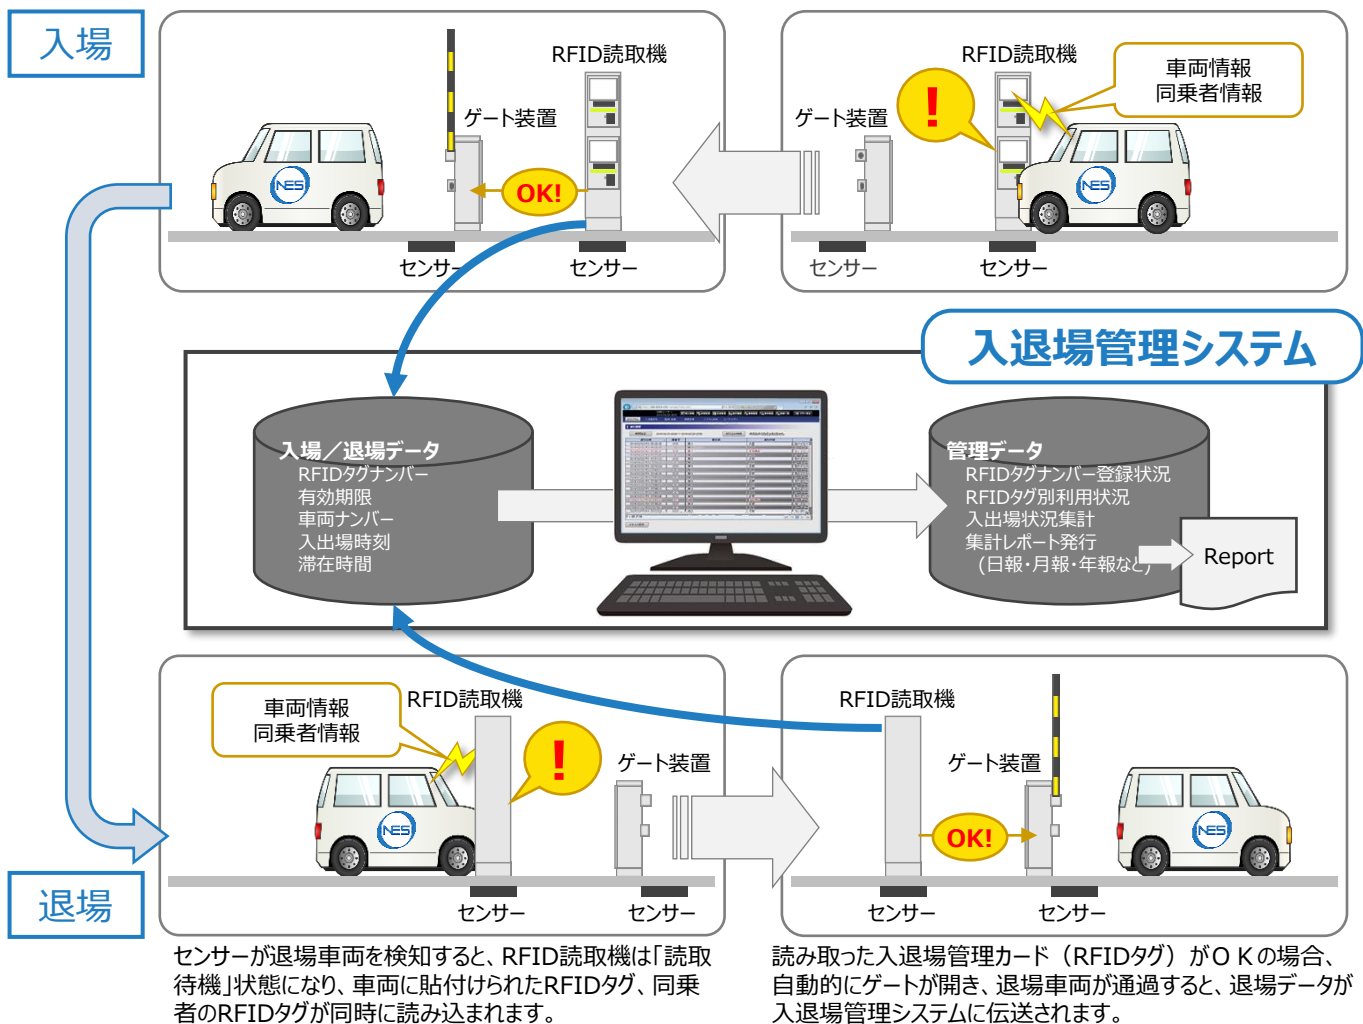 入場
RFID読取機
ゲート装置
OK!
センサー
センサー
RFID読取機
車両情報
同乗者情報
!
ゲート装置
センサー
センサー
NES
NES
入退場管理システム
入場／退場データ
RFIDタグナンバー
有効期限
車両ナンバー
入出場時刻
滞在時間
管理データ
RFIDタグナンバー登録状況
RFIDタグ別利用状況
入出場状況集計
集計レポート発行
(日報・月報・年報など)
Report
退場
車両情報
同乗者情報
RFID読取機
!
ゲート装置
NES
センサー
センサー
RFID読取機
ゲート装置
OK!
NES
センサー
センサー
センサーが退場車両を検知すると、RFID読取機は「読取
待機」状態になり、車両に貼付けられたRFIDタグ、同乗
者のRFIDタグが同時に読み込まれます。
読み取った入退場管理カード（RFIDタグ）がＯＫの場合、
自動的にゲートが開き、退場車両が通過すると、退場データが
入退場管理システムに伝送されます。